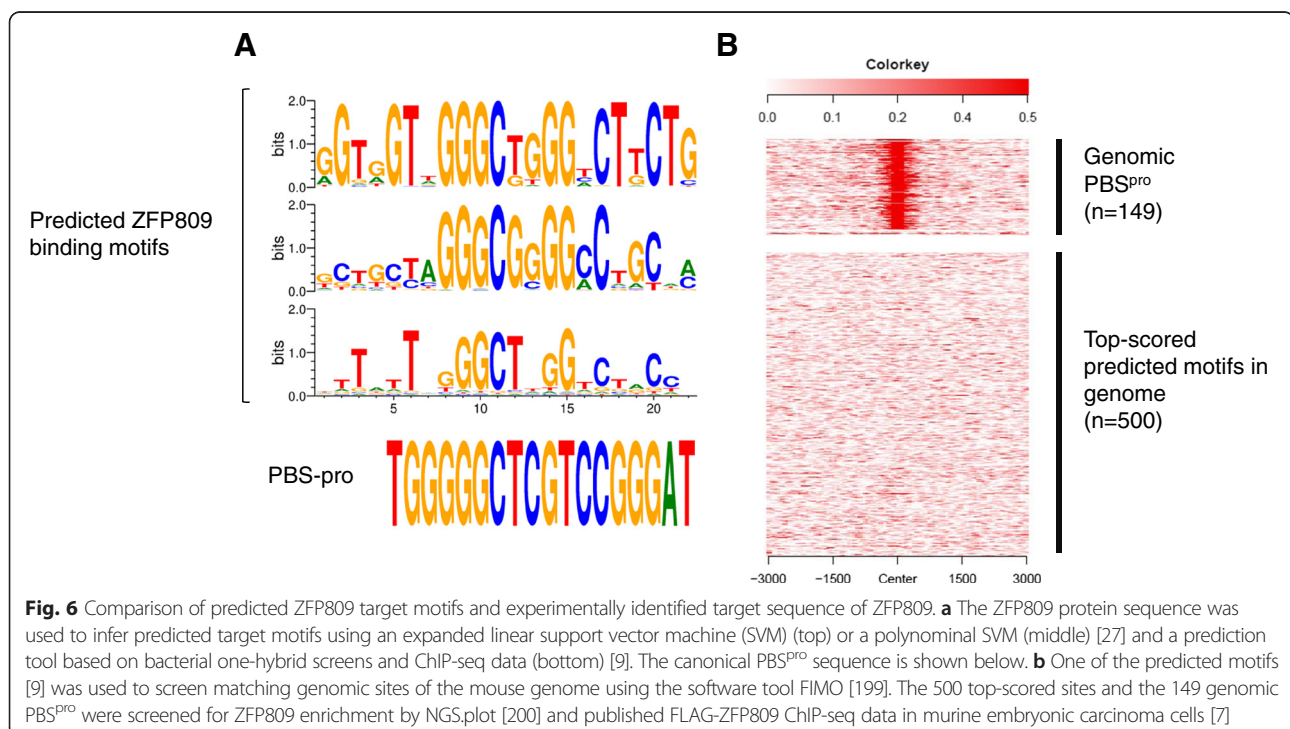 A
B
Predicted ZFP809
binding motifs
bits
2.0
1.0
0.0
bits
2.0
1.0
0.0
bits
2.0
1.0
0.0
5
10
15
20
PBS-pro
TGGGGGCTCGTCCGGGAT
Colorkey
0.0 0.1 0.2 0.4 0.5
Genomic
PBSpro
(n=149)
Top-scored
predicted motifs in
genome
(n=500)
−3000 −1500 Center 1500 3000
Fig. 6 Comparison of predicted ZFP809 target motifs and experimentally identified target sequence of ZFP809. a The ZFP809 protein sequence was
used to infer predicted target motifs using an expanded linear support vector machine (SVM) (top) or a polynominal SVM (middle) [27] and a prediction
tool based on bacterial one-hybrid screens and ChIP-seq data (bottom) [9]. The canonical PBSpro sequence is shown below. b One of the predicted motifs
[9] was used to screen matching genomic sites of the mouse genome using the software tool FIMO [199]. The 500 top-scored sites and the 149 genomic
PBSpro were screened for ZFP809 enrichment by NGS.plot [200] and published FLAG-ZFP809 ChIP-seq data in murine embryonic carcinoma cells [7]